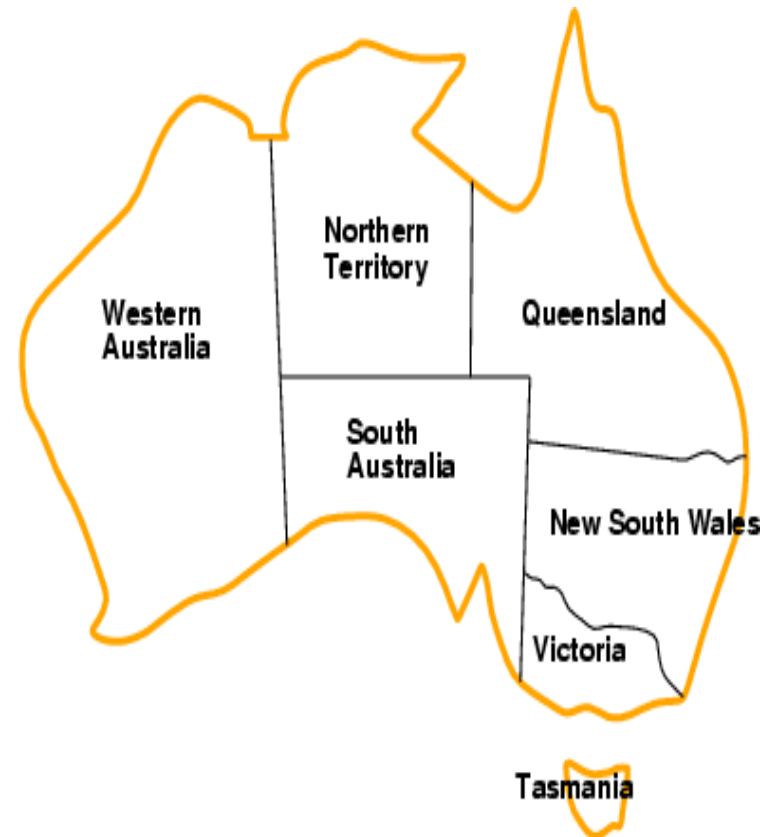 Northern
Territory
Western
Australia
Queensland
South
Australia
New South Wales
Victoria
Tasmania